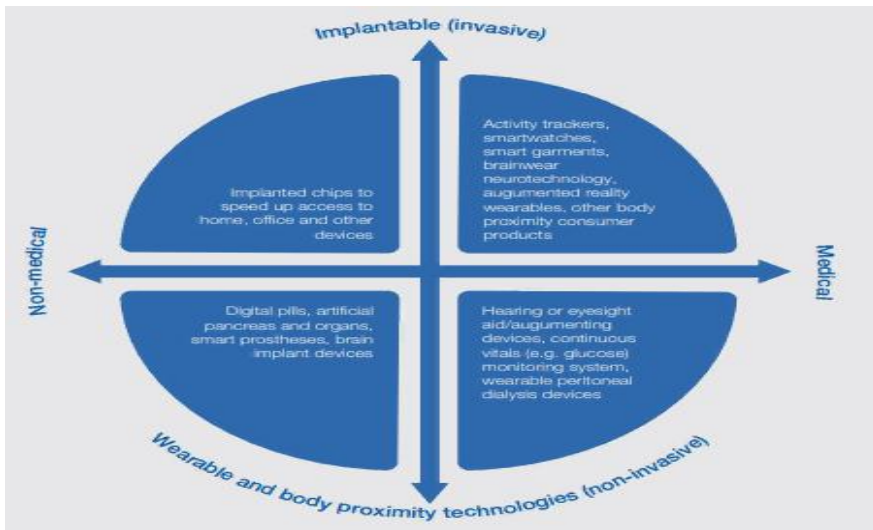 Implantable (invasive)
Activity trackers,
smartwatches,
smart garments,
brainwear
neurotechnology,
augmented reality
wearables, other body
proximity consumer
products
Implanted chips to
speed up access to
home, office and other
devices
Non-medical
Medical
Digital pills, artificial
pancreas and organs,
smart prostheses, brain
implant devices
Hearing or eyesight
aid/augumenting
devices, continuous
vitals (e.g. glucose)
monitoring system,
wearable peritoneal
dialysis devices
Wearable and body proximity technologies (non-invasive)